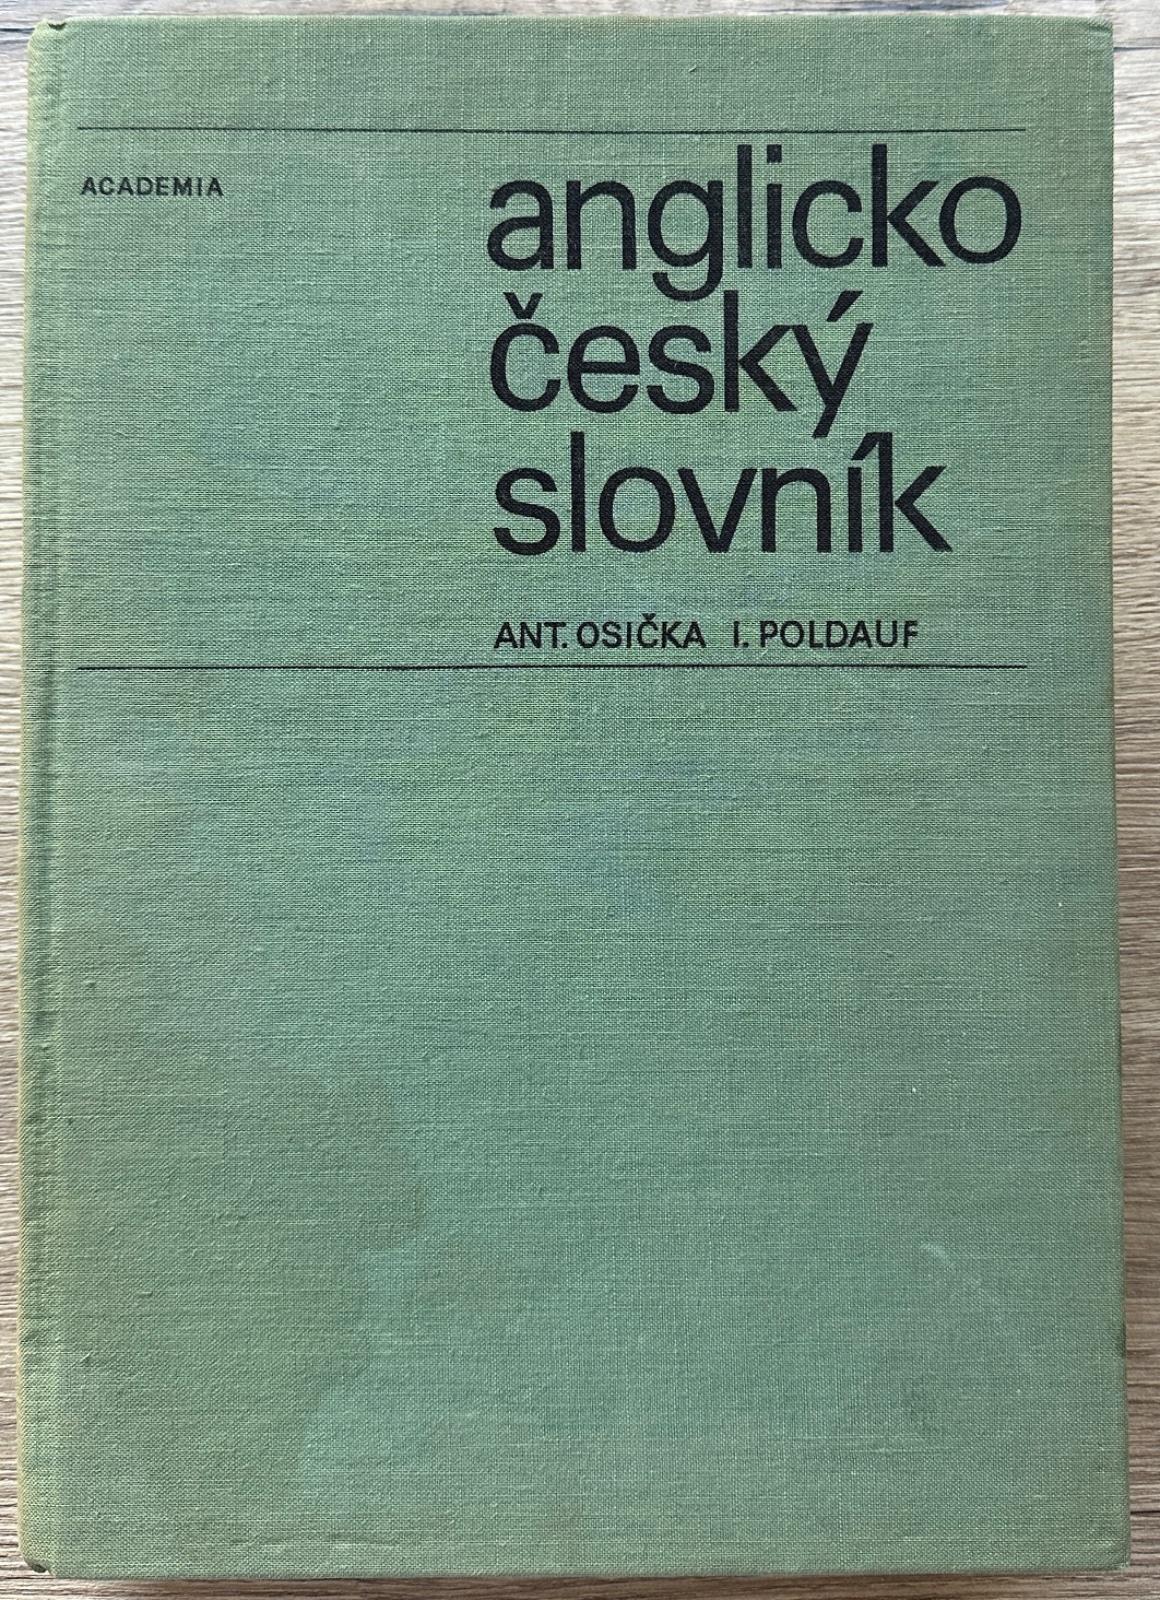 ACADEMIA
anglicko
český
slovník
ANT. OSIČKA I. POLDAUF